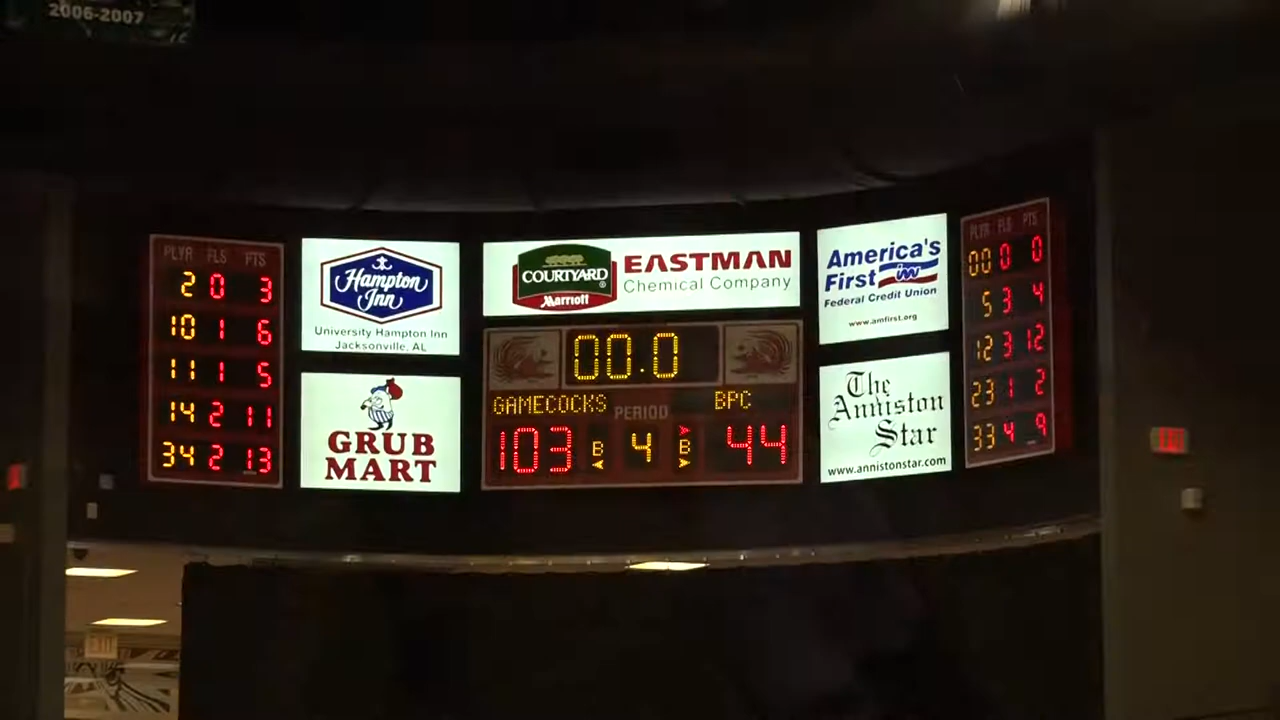 2006-2007
PLYR FLS PTS
2 0 3
10 1 6
11 1 5
14 2 11
34 2 13
Hampton
Inn
University Hampton Inn
Jacksonville, AL
GRUB
MART
COURTYARD®
Marriott
EASTMAN
Chemical Company
00.0
GAMECOCKS PERIOD BPC
103 B 4 B 44
America's
First
Federal Credit Union
www.amfirst.org
The
Anniston
Star
www.annistonstar.com
PLYR FLS PTS
00 0 0
5 3 4
12 3 12
23 1 2
33 4 9
EXIT
EXIT